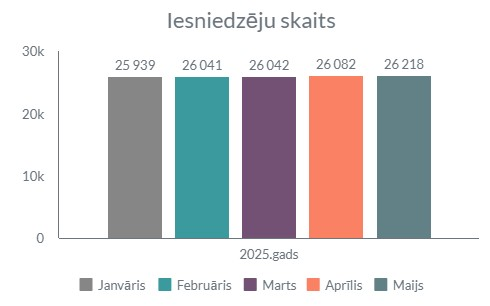 Iesniedzēju skaits
30k
25 939 26 041 26 042 26 082 26 218
20k
10k
0
2025.gads
Janvāris Februāris Marts Aprīlis Maijs